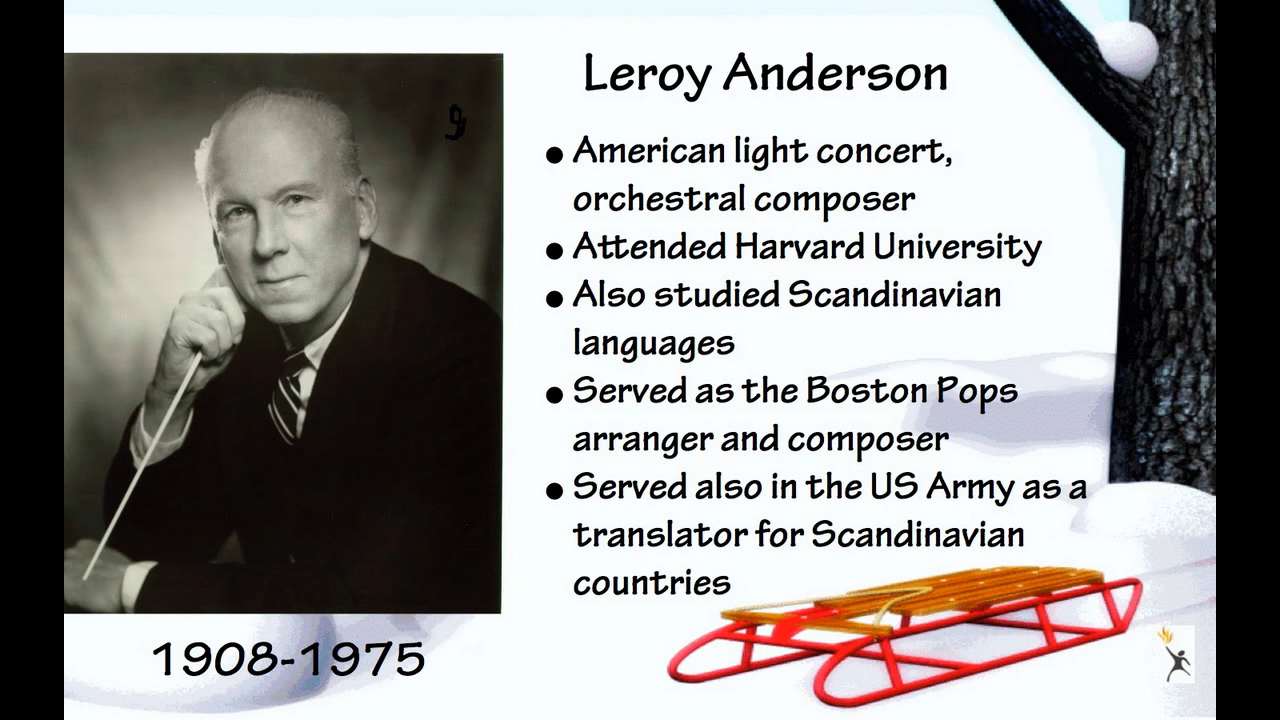 Leroy Anderson
• American light concert,
orchestral composer
• Attended Harvard University
• Also studied Scandinavian
languages
• Served as the Boston Pops
arranger and composer
• Served also in the US Army as a
translator for Scandinavian
countries
1908-1975